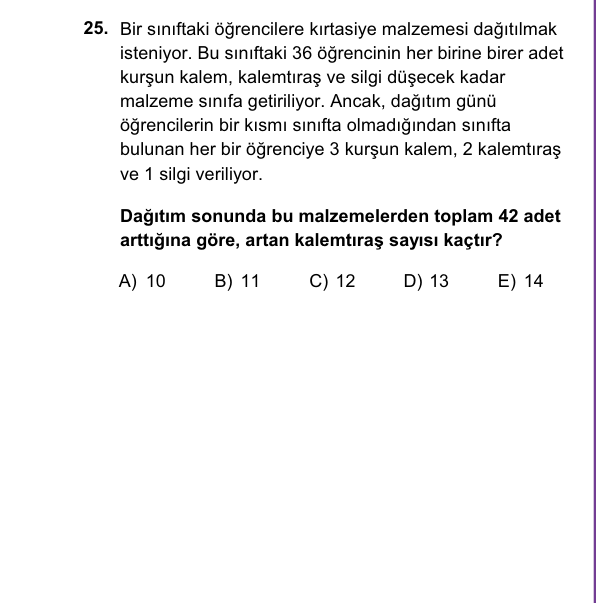 25. Bir sınıftaki öğrencilere kırtasiye malzemesi dağıtılmak
isteniyor. Bu sınıftaki 36 öğrencinin her birine birer adet
kurşun kalem, kalemtıraş ve silgi düşecek kadar
malzeme sınıfa getiriliyor. Ancak, dağıtım günü
öğrencilerin bir kısmı sınıfta olmadığından sınıfta
bulunan her bir öğrenciye 3 kurşun kalem, 2 kalemtıraş
ve 1 silgi veriliyor.
Dağıtım sonunda bu malzemelerden toplam 42 adet
arttığına göre, artan kalemtıraş sayısı kaçtır?
A) 10 B) 11 C) 12 D) 13 E) 14